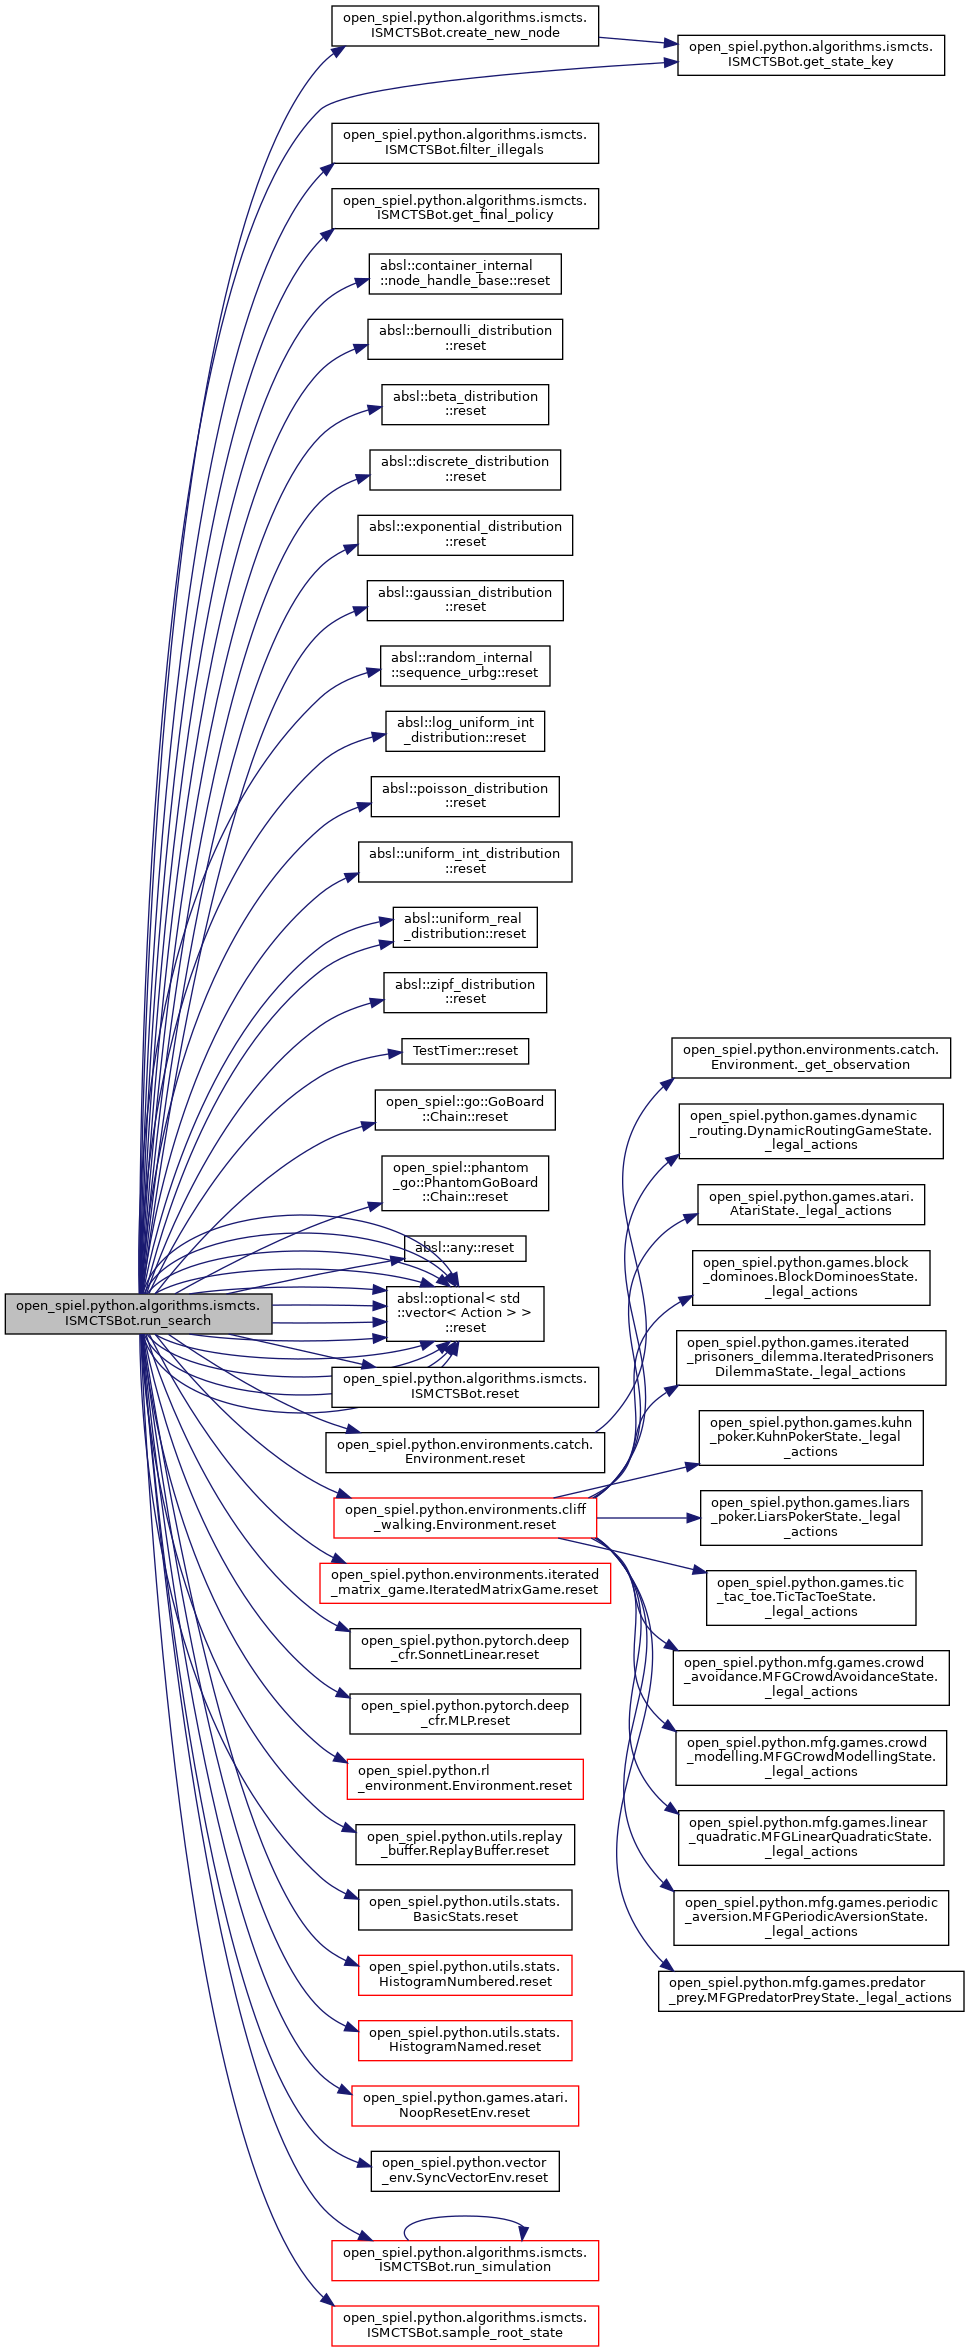 open_spiel.python.algorithms.ismcts.
ISMCTSBot.run_search
open_spiel.python.algorithms.ismcts.
ISMCTSBot.create_new_node
open_spiel.python.algorithms.ismcts.
ISMCTSBot.get_state_key
open_spiel.python.algorithms.ismcts.
ISMCTSBot.filter_illegals
open_spiel.python.algorithms.ismcts.
ISMCTSBot.get_final_policy
absl::container_internal
::node_handle_base::reset
absl::bernoulli_distribution
::reset
absl::beta_distribution
::reset
absl::discrete_distribution
::reset
absl::exponential_distribution
::reset
absl::gaussian_distribution
::reset
absl::random_internal
::sequence_urbg::reset
absl::log_uniform_int
_distribution::reset
absl::poisson_distribution
::reset
absl::uniform_int_distribution
::reset
absl::uniform_real
_distribution::reset
absl::zipf_distribution
::reset
TestTimer::reset
open_spiel::go::GoBoard
::Chain::reset
open_spiel::phantom
_go::PhantomGoBoard
::Chain::reset
absl::any::reset
absl::optional< std
::vector< Action > >
::reset
open_spiel.python.algorithms.ismcts.
ISMCTSBot.reset
open_spiel.python.environments.catch.
Environment.reset
open_spiel.python.environments.cliff
_walking.Environment.reset
open_spiel.python.environments.iterated
_matrix_game.IteratedMatrixGame.reset
open_spiel.python.pytorch.deep
_cfr.SonnetLinear.reset
open_spiel.python.pytorch.deep
_cfr.MLP.reset
open_spiel.python.rl
_environment.Environment.reset
open_spiel.python.utils.replay
_buffer.ReplayBuffer.reset
open_spiel.python.utils.stats.
BasicStats.reset
open_spiel.python.utils.stats.
HistogramNumbered.reset
open_spiel.python.utils.stats.
HistogramNamed.reset
open_spiel.python.games.atari.
NoopResetEnv.reset
open_spiel.python.vector
_env.SyncVectorEnv.reset
open_spiel.python.algorithms.ismcts.
ISMCTSBot.run_simulation
open_spiel.python.algorithms.ismcts.
ISMCTSBot.sample_root_state
open_spiel.python.environments.catch.
Environment._get_observation
open_spiel.python.games.dynamic
_routing.DynamicRoutingGameState.
_legal_actions
open_spiel.python.games.atari.
AtariState._legal_actions
open_spiel.python.games.block
_dominoes.BlockDominoesState.
_legal_actions
open_spiel.python.games.iterated
_prisoners_dilemma.IteratedPrisoners
DilemmaState._legal_actions
open_spiel.python.games.kuhn
_poker.KuhnPokerState._legal
_actions
open_spiel.python.games.liars
_poker.LiarsPokerState._legal
_actions
open_spiel.python.games.tic
_tac_toe.TicTacToeState.
_legal_actions
open_spiel.python.mfg.games.crowd
_avoidance.MFGCrowdAvoidanceState.
_legal_actions
open_spiel.python.mfg.games.crowd
_modelling.MFGCrowdModellingState.
_legal_actions
open_spiel.python.mfg.games.linear
_quadratic.MFGLinearQuadraticState.
_legal_actions
open_spiel.python.mfg.games.periodic
_aversion.MFGPeriodicAversionState.
_legal_actions
open_spiel.python.mfg.games.predator
_prey.MFGPredatorPreyState._legal_actions